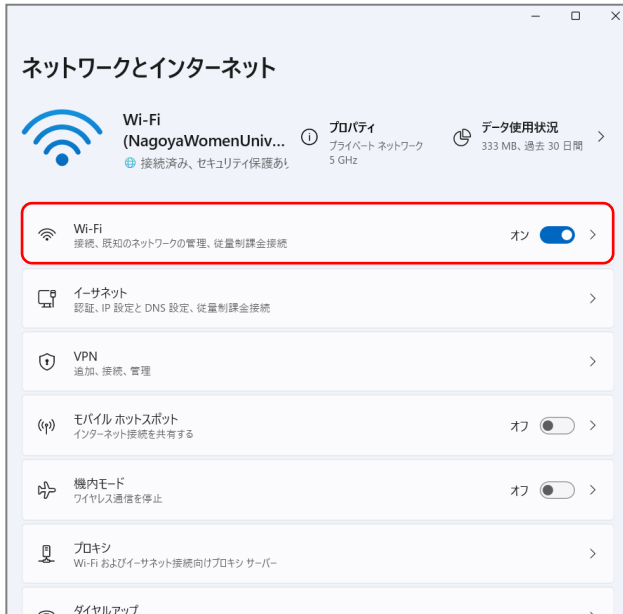 ネットワークとインターネット
Wi-Fi
(NagoyaWomenUniv...
接続済み、セキュリティ保護あり
プロパティ
プライベート ネットワーク
5 GHz
データ使用状況
333 MB、過去 30 日間
Wi-Fi
接続、既知のネットワークの管理、従量制課金接続
オン
イーサネット
認証、IP 設定と DNS 設定、従量制課金接続
VPN
追加、接続、管理
モバイル ホットスポット
インターネット接続を共有する
オフ
機内モード
ワイヤレス通信を停止
オフ
プロキシ
Wi-Fi およびイーサネット接続向けプロキシ サーバー
ダイヤルアップ